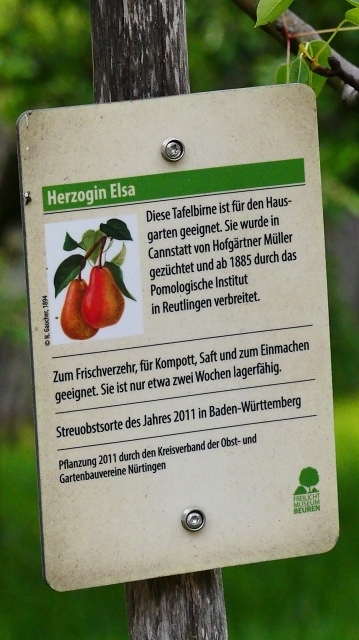 Herzogin Elsa
Diese Tafelbirne ist für den Haus-
garten geeignet. Sie wurde in
Cannstatt von Hofgärtner Müller
gezüchtet und ab 1885 durch das
Pomologische Institut
in Reutlingen verbreitet.
© N. Gaucher, 1894
Zum Frischverzehr, für Kompott, Saft und zum Einmachen
geeignet. Sie ist nur etwa zwei Wochen lagerfähig.
Streuobstsorte des Jahres 2011 in Baden-Württemberg
Pflanzung 2011 durch den Kreisverband der Obst- und
Gartenbauvereine Nürtingen
FREILICHT
MUSEUM
BEUREN